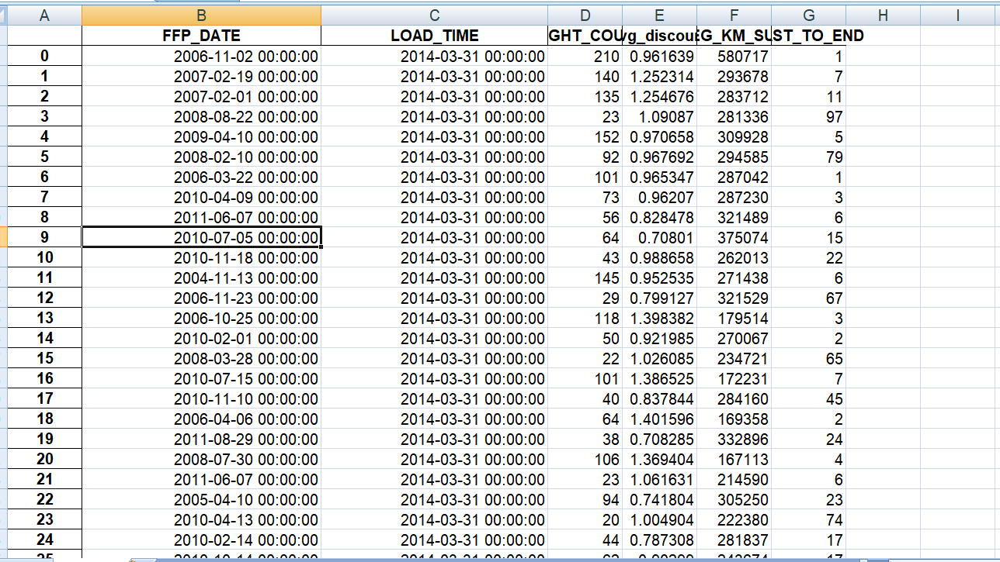 A B C D E F G H I
FFP_DATE LOAD_TIME GHT_COU vg_discou G_KM_SU ST_TO_END
0 2006-11-02 00:00:00 2014-03-31 00:00:00 210 0.961639 580717 1
1 2007-02-19 00:00:00 2014-03-31 00:00:00 140 1.252314 293678 7
2 2007-02-01 00:00:00 2014-03-31 00:00:00 135 1.254676 283712 11
3 2008-08-22 00:00:00 2014-03-31 00:00:00 23 1.09087 281336 97
4 2009-04-10 00:00:00 2014-03-31 00:00:00 152 0.970658 309928 5
5 2008-02-10 00:00:00 2014-03-31 00:00:00 92 0.967692 294585 79
6 2006-03-22 00:00:00 2014-03-31 00:00:00 101 0.965347 287042 1
7 2010-04-09 00:00:00 2014-03-31 00:00:00 73 0.96207 287230 3
8 2011-06-07 00:00:00 2014-03-31 00:00:00 56 0.828478 321489 6
9 2010-07-05 00:00:00 2014-03-31 00:00:00 64 0.70801 375074 15
10 2010-11-18 00:00:00 2014-03-31 00:00:00 43 0.988658 262013 22
11 2004-11-13 00:00:00 2014-03-31 00:00:00 145 0.952535 271438 6
12 2006-11-23 00:00:00 2014-03-31 00:00:00 29 0.799127 321529 67
13 2006-10-25 00:00:00 2014-03-31 00:00:00 118 1.398382 179514 3
14 2010-02-01 00:00:00 2014-03-31 00:00:00 50 0.921985 270067 2
15 2008-03-28 00:00:00 2014-03-31 00:00:00 22 1.026085 234721 65
16 2010-07-15 00:00:00 2014-03-31 00:00:00 101 1.386525 172231 7
17 2010-11-10 00:00:00 2014-03-31 00:00:00 40 0.837844 284160 45
18 2006-04-06 00:00:00 2014-03-31 00:00:00 64 1.401596 169358 2
19 2011-08-29 00:00:00 2014-03-31 00:00:00 38 0.708285 332896 24
20 2008-07-30 00:00:00 2014-03-31 00:00:00 106 1.369404 167113 4
21 2011-06-07 00:00:00 2014-03-31 00:00:00 23 1.061631 214590 6
22 2005-04-10 00:00:00 2014-03-31 00:00:00 94 0.741804 305250 23
23 2010-04-13 00:00:00 2014-03-31 00:00:00 20 1.004904 222380 74
24 2010-02-14 00:00:00 2014-03-31 00:00:00 44 0.787308 281837 17